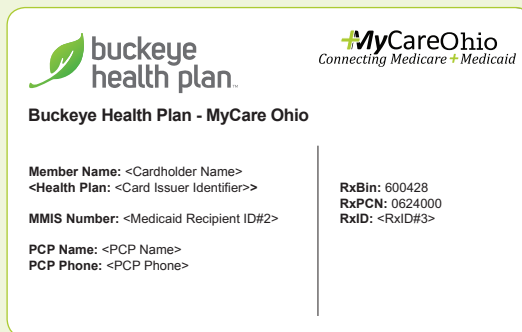 buckeye
health plan™
MyCareOhio
Connecting Medicare + Medicaid
Buckeye Health Plan - MyCare Ohio
Member Name: <Cardholder Name>
<Health Plan: <Card Issuer Identifier>>
MMIS Number: <Medicaid Recipient ID#2>
PCP Name: <PCP Name>
PCP Phone: <PCP Phone>
RxBin: 600428
RxPCN: 0624000
RxID: <RxID#3>